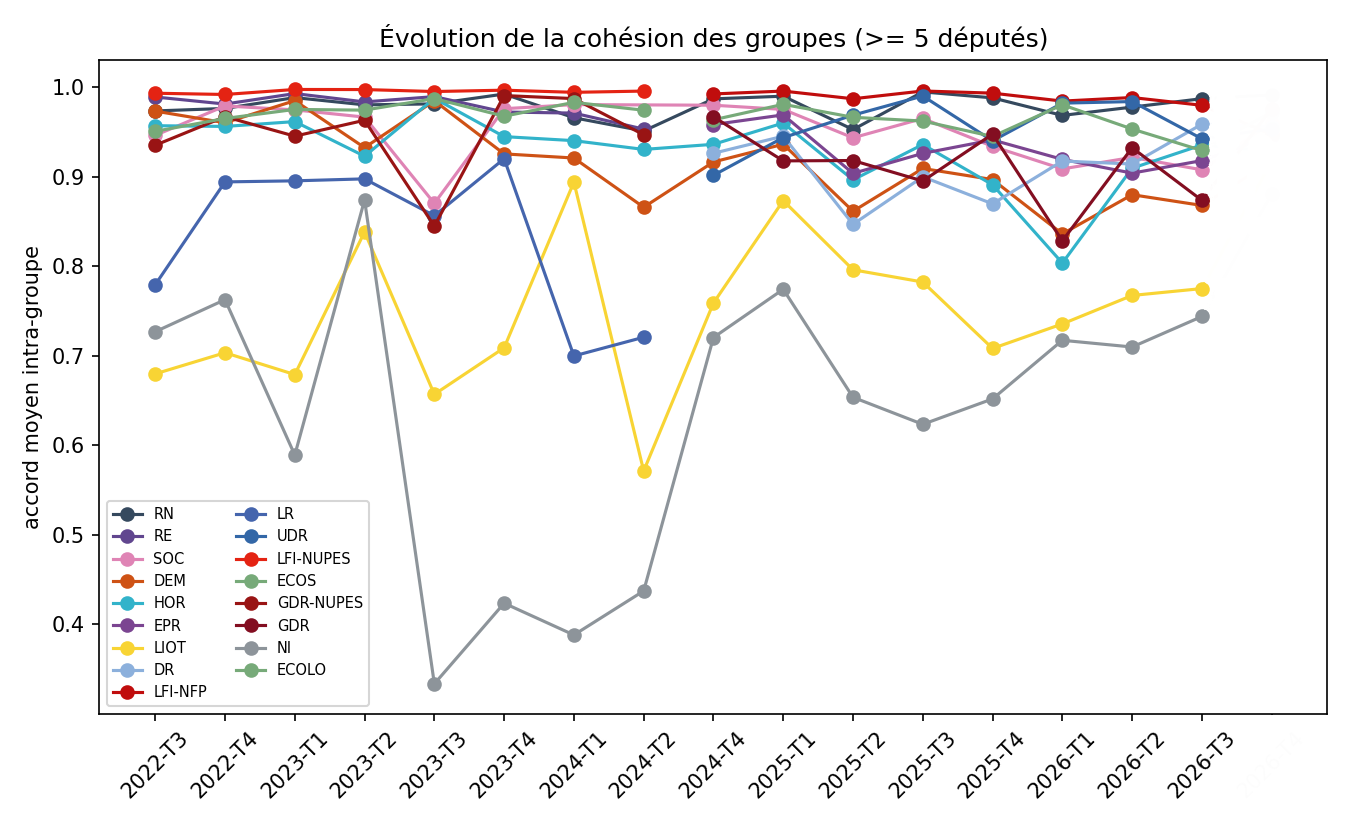 Évolution de la cohésion des groupes (>= 5 députés)
accord moyen intra-groupe
1.0
0.9
0.8
0.7
0.6
0.5
0.4
RN
RE
SOC
DEM
HOR
EPR
LIOT
DR
LFI-NFP
LR
UDR
LFI-NUPES
ECOS
GDR-NUPES
GDR
NI
ECOLO
2022-T3
2022-T4
2023-T1
2023-T2
2023-T3
2023-T4
2024-T1
2024-T2
2024-T4
2025-T1
2025-T2
2025-T3
2025-T4
2026-T1
2026-T2
2026-T3